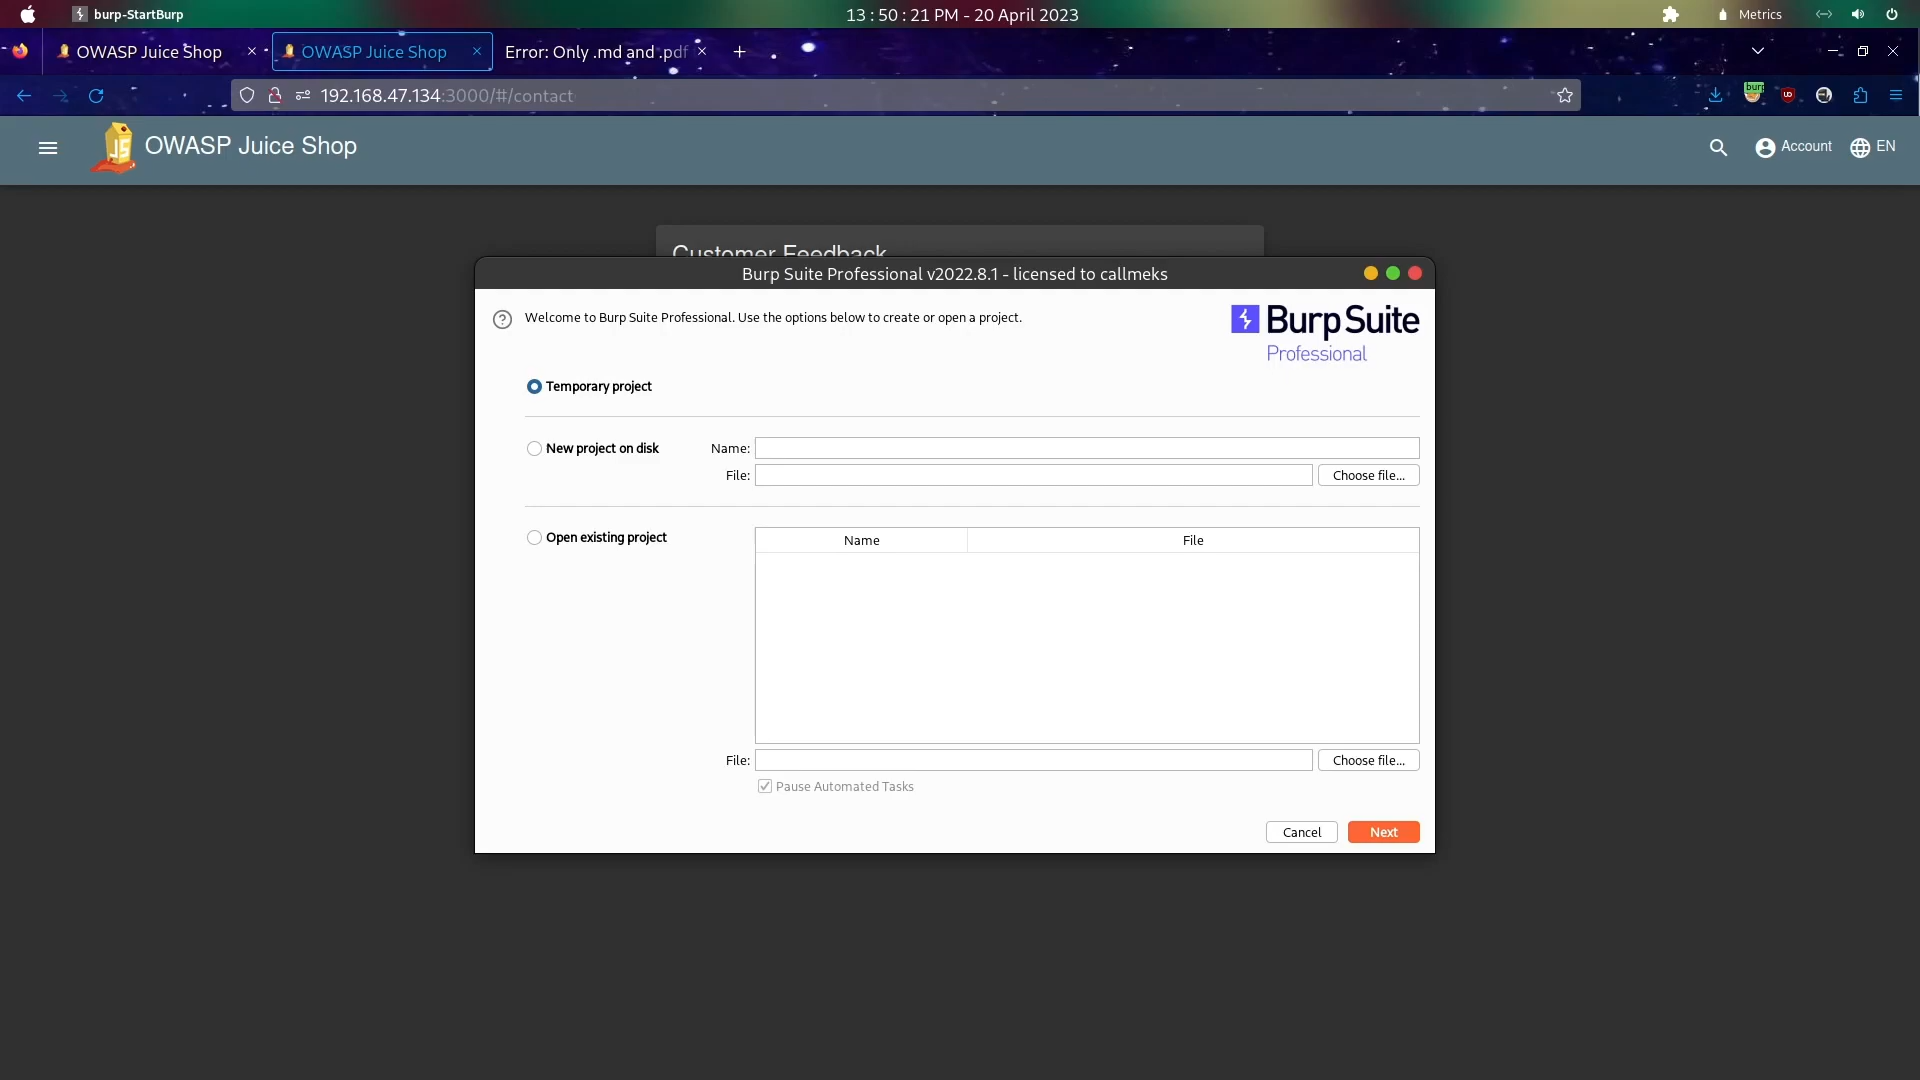 burp-StartBurp
13 : 50 : 21 PM - 20 April 2023
Metrics
OWASP Juice Shop
OWASP Juice Shop
Error: Only .md and .pdf
192.168.47.134:3000/#/contact
burp
UD
JS
OWASP Juice Shop
Account
EN
Customer Feedback
Burp Suite Professional v2022.8.1 - licensed to callmeks
Welcome to Burp Suite Professional. Use the options below to create or open a project.
Burp Suite
Professional
Temporary project
New project on disk
Name:
File:
Choose file...
Open existing project
Name
File
File:
Choose file...
Pause Automated Tasks
Cancel
Next